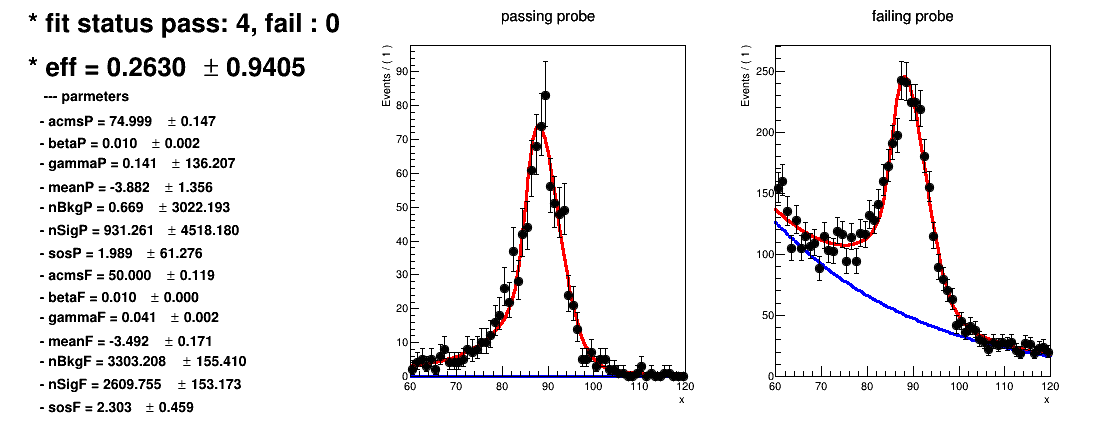 * fit status pass: 4, fail : 0
* eff = 0.2630 ± 0.9405
--- parmeters
- acmsP = 74.999 ± 0.147
- betaP = 0.010 ± 0.002
- gammaP = 0.141 ± 136.207
- meanP = -3.882 ± 1.356
- nBkgP = 0.669 ± 3022.193
- nSigP = 931.261 ± 4518.180
- sosP = 1.989 ± 61.276
- acmsF = 50.000 ± 0.119
- betaF = 0.010 ± 0.000
- gammaF = 0.041 ± 0.002
- meanF = -3.492 ± 0.171
- nBkgF = 3303.208 ± 155.410
- nSigF = 2609.755 ± 153.173
- sosF = 2.303 ± 0.459
passing probe
Events / ( 1 )
90
80
70
60
50
40
30
20
10
0
60 70 80 90 100 110 120
x
failing probe
Events / ( 1 )
250
200
150
100
50
0
60 70 80 90 100 110 120
x